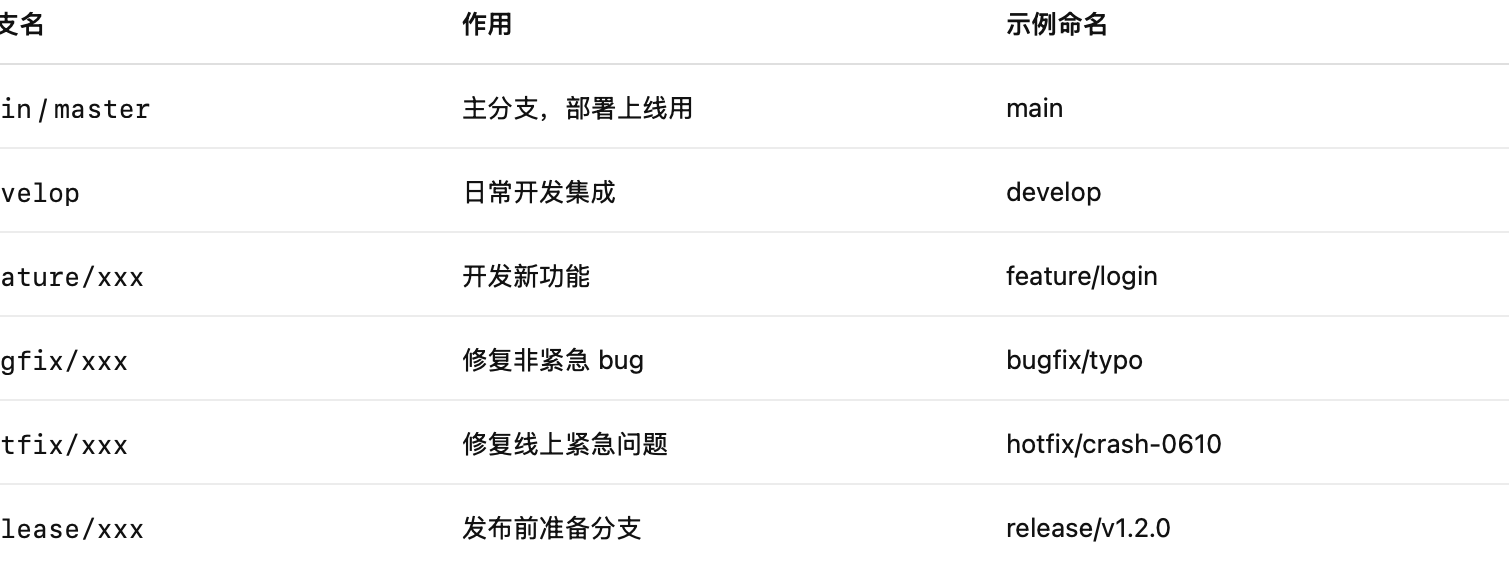 支名 作用 示例命名
in/master 主分支，部署上线用 main
velop 日常开发集成 develop
ature/xxx 开发新功能 feature/login
gfix/xxx 修复非紧急 bug bugfix/typo
tfix/xxx 修复线上紧急问题 hotfix/crash-0610
lease/xxx 发布前准备分支 release/v1.2.0